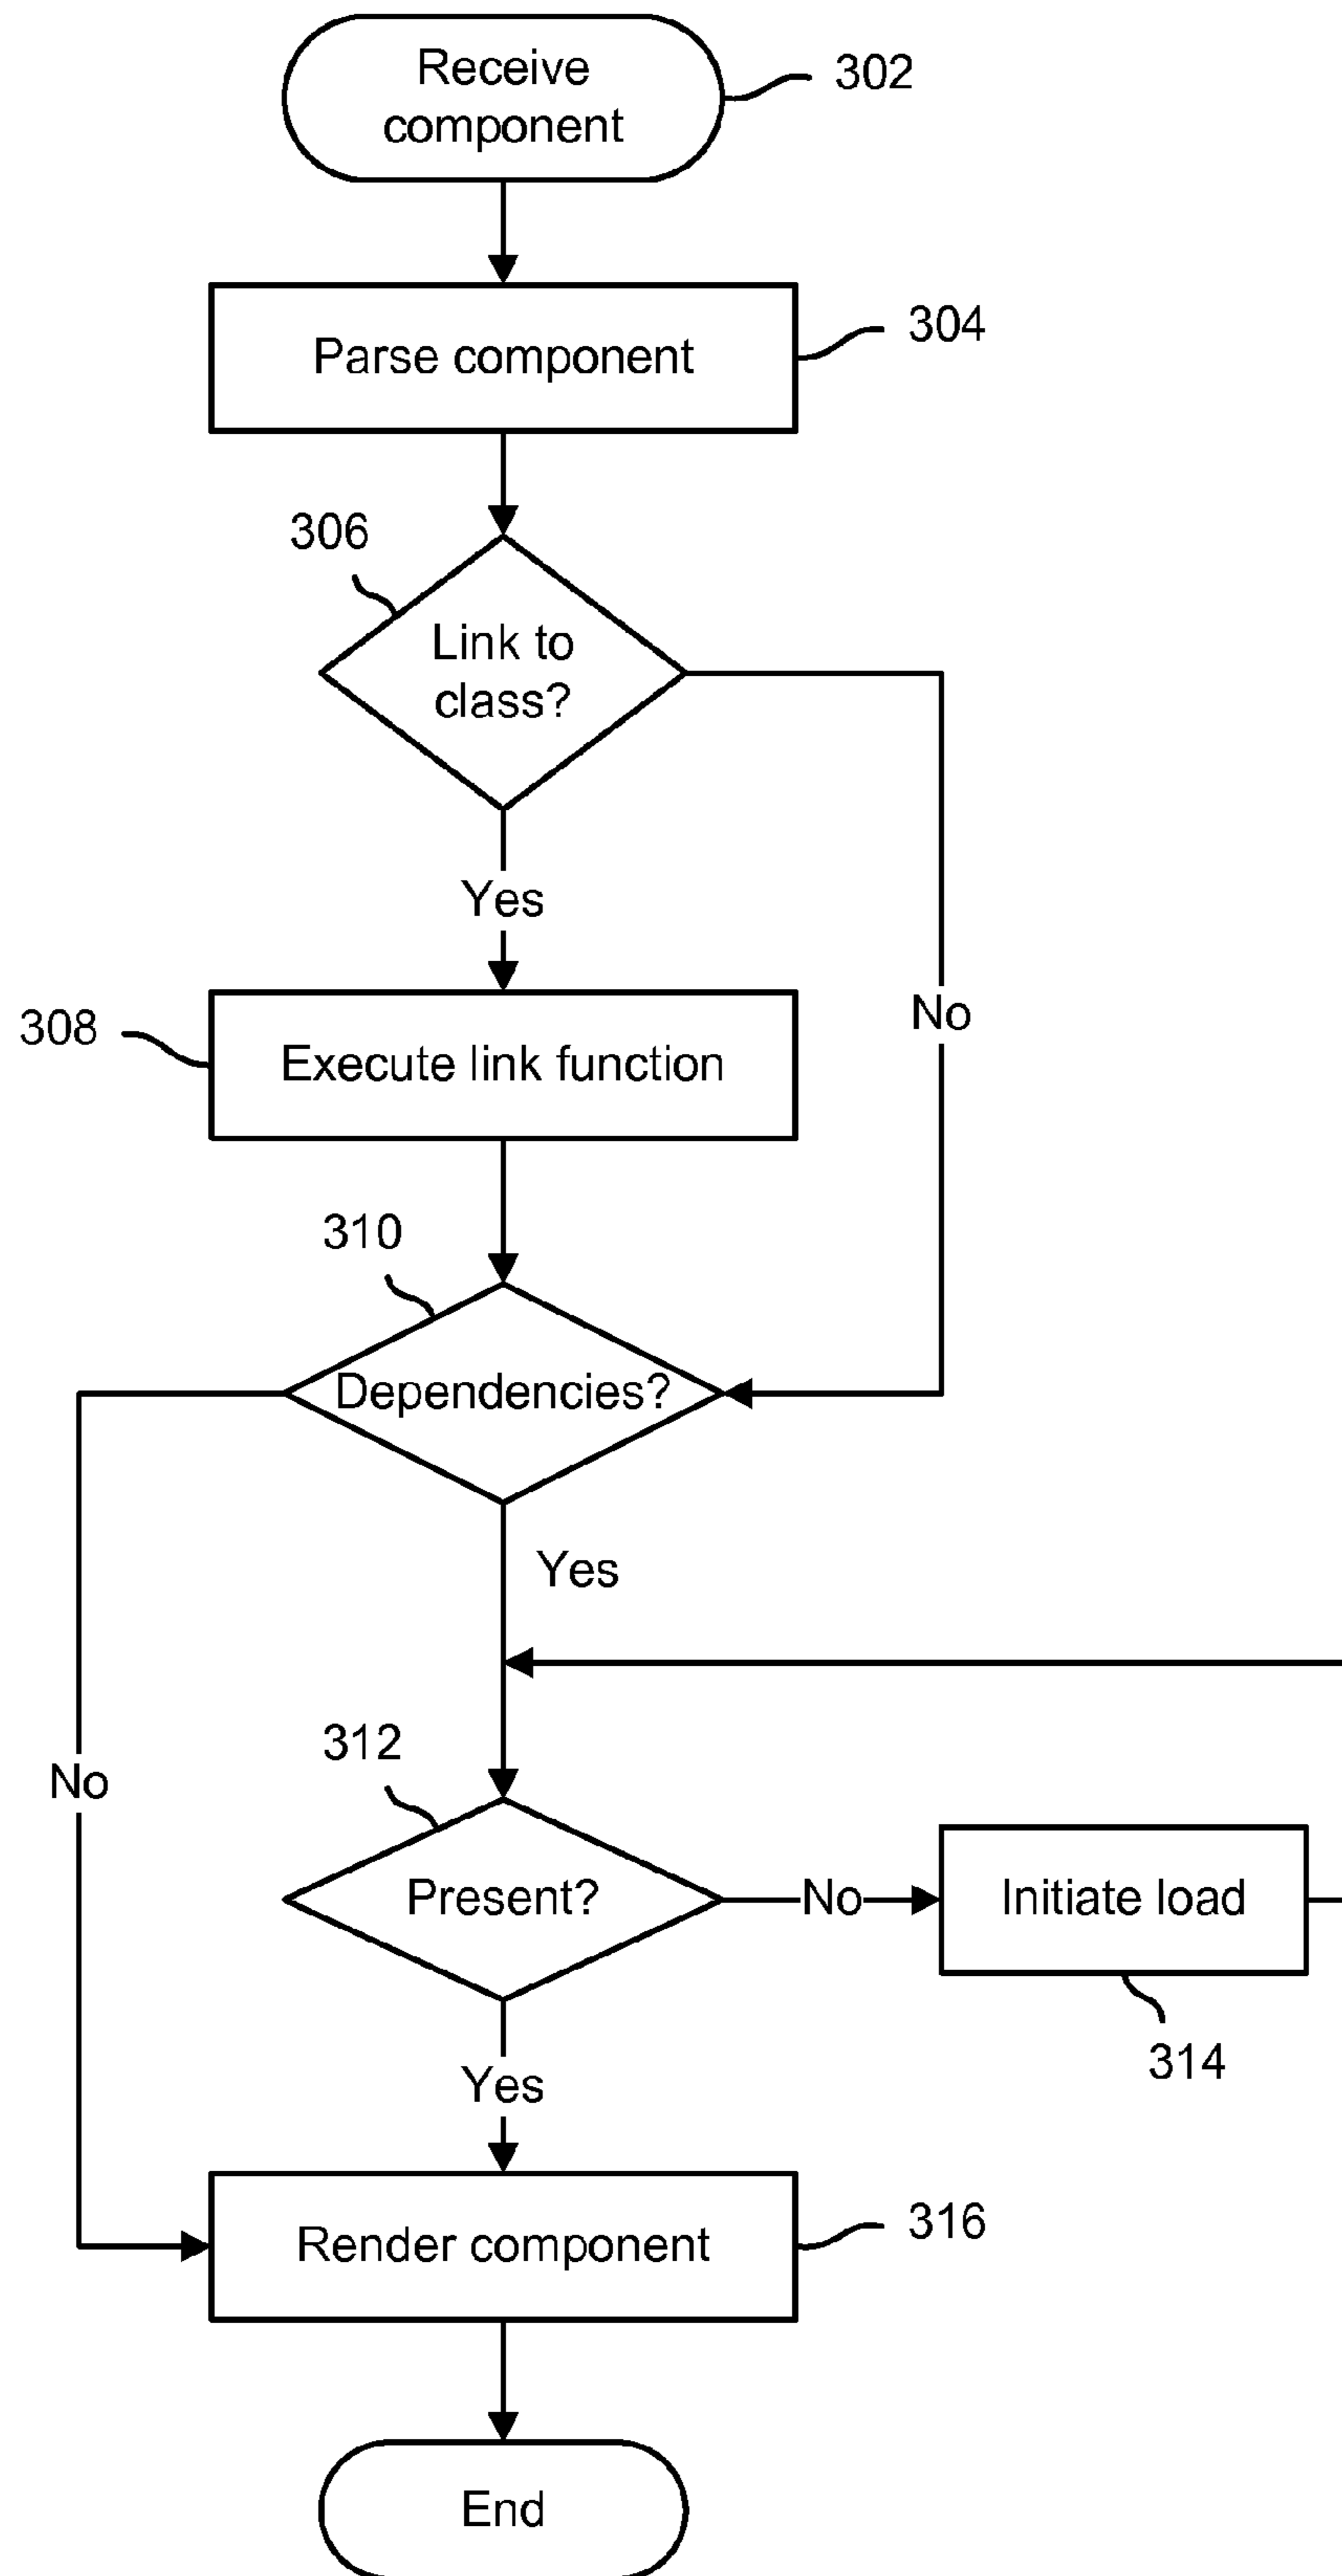 Receive
component
302
Parse component
304
306
Link to
class?
Yes
No
308
Execute link function
310
Dependencies?
Yes
No
312
Present?
No
Initiate load
314
Yes
Render component
316
End